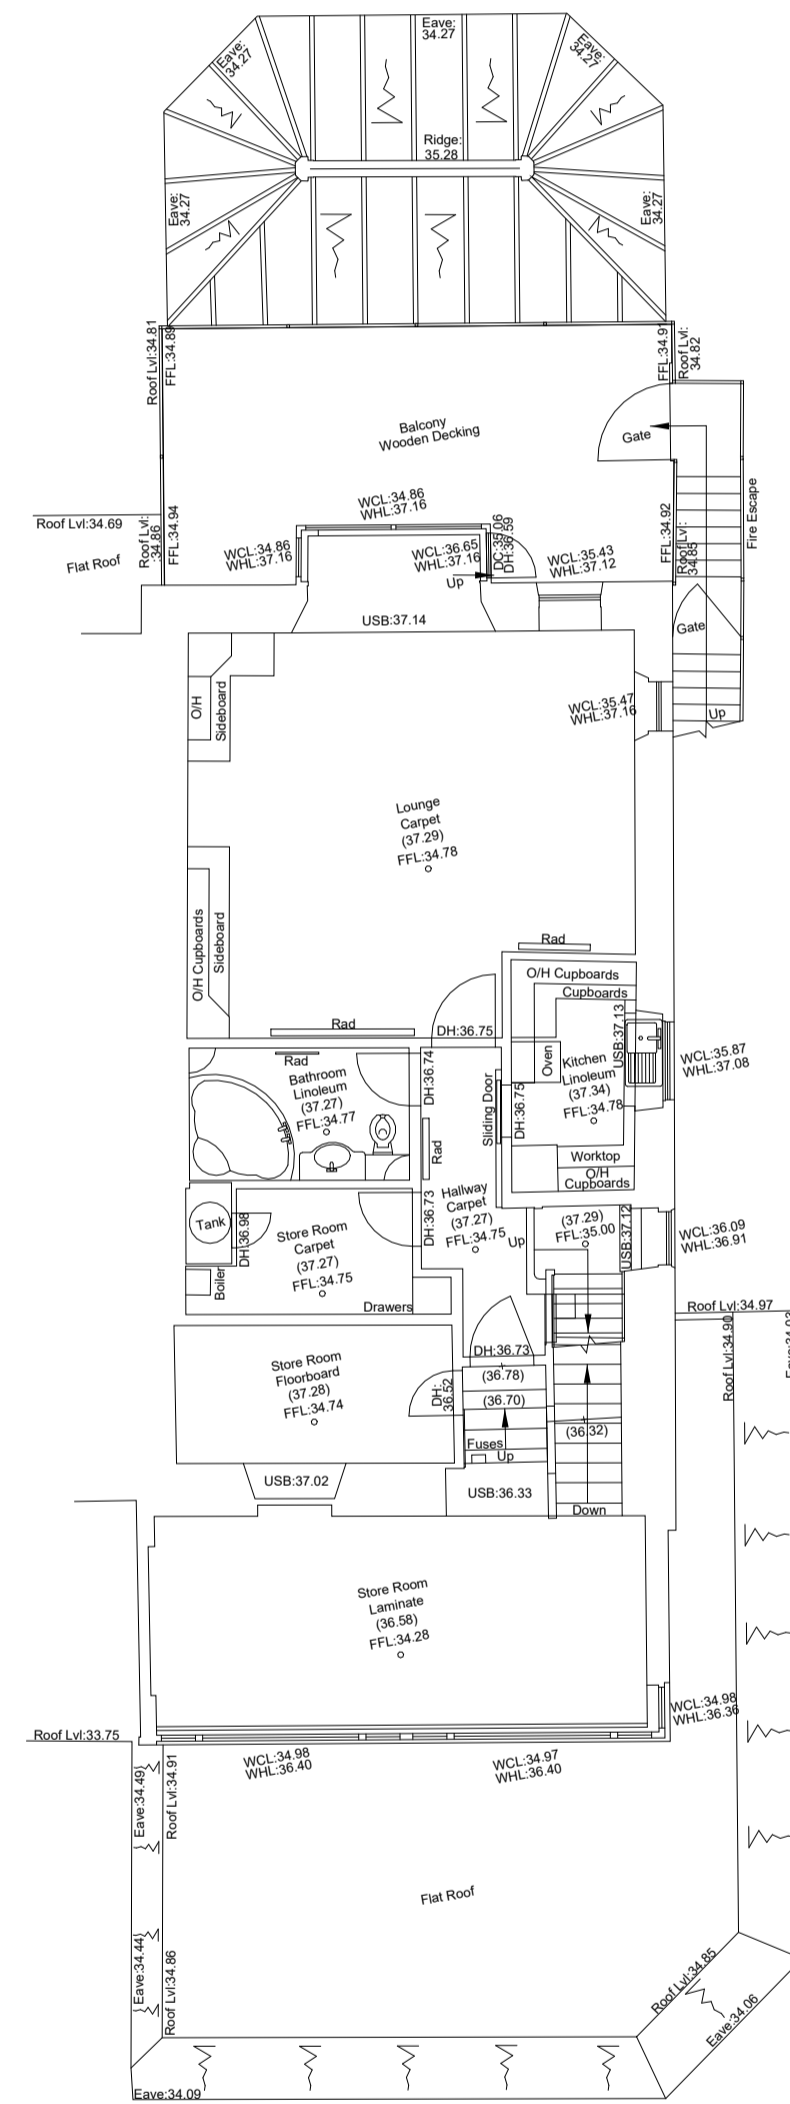 Eave:
34.27
Eave:
34.27
Eave:
34.27
Ridge:
35.28
Eave:
34.27
Eave:
34.27
Roof Lvl:34.81
FFL:34.89
FFL:34.91
Roof Lvl:
34.82
Balcony
Wooden Decking
Gate
Fire Escape
Roof Lvl:34.69
Flat Roof
Roof Lvl:
:34.86
FFL:34.94
WCL:34.86
WHL:37.16
WCL:34.86
WHL:37.16
WCL:36.65
WHL:37.16
Up
DC:35.06
DH:36.59
WCL:35.43
WHL:37.12
FFL:34.92
Roof Lvl:
34.85
USB:37.14
Gate
Up
O/H
Sideboard
WCL:35.47
WHL:37.16
Lounge
Carpet
(37.29)
FFL:34.78
O/H Cupboards
Sideboard
Rad
Rad
DH:36.75
O/H Cupboards
Cupboards
Oven
Kitchen
Linoleum
(37.34)
FFL:34.78
USB:37.13
WCL:35.87
WHL:37.08
Rad
Bathroom
Linoleum
(37.27)
FFL:34.77
DH:36.74
Rad
Sliding Door
DH:36.75
Worktop
O/H
Cupboards
Tank
DH:36.98
Store Room
Carpet
(37.27)
FFL:34.75
DH:36.73
Hallway
Carpet
(37.27)
FFL:34.75
Up
(37.29)
FFL:35.00
USB:37.12
WCL:36.09
WHL:36.91
Boiler
Drawers
Roof Lvl:34.97
Roof Lvl:34.90
DH:36.73
(36.78)
(36.70)
Store Room
Floorboard
(37.28)
FFL:34.74
DH:
36.52
(36.32)
Fuses
Up
USB:37.02
USB:36.33
Down
Store Room
Laminate
(36.58)
FFL:34.28
WCL:34.98
WHL:36.36
Roof Lvl:33.75
WCL:34.98
WHL:36.40
WCL:34.97
WHL:36.40
Eave:34.49
Roof Lvl:34.91
Flat Roof
Eave:34.44
Roof Lvl:34.86
Roof Lvl:34.85
Eave:34.06
Eave:34.09